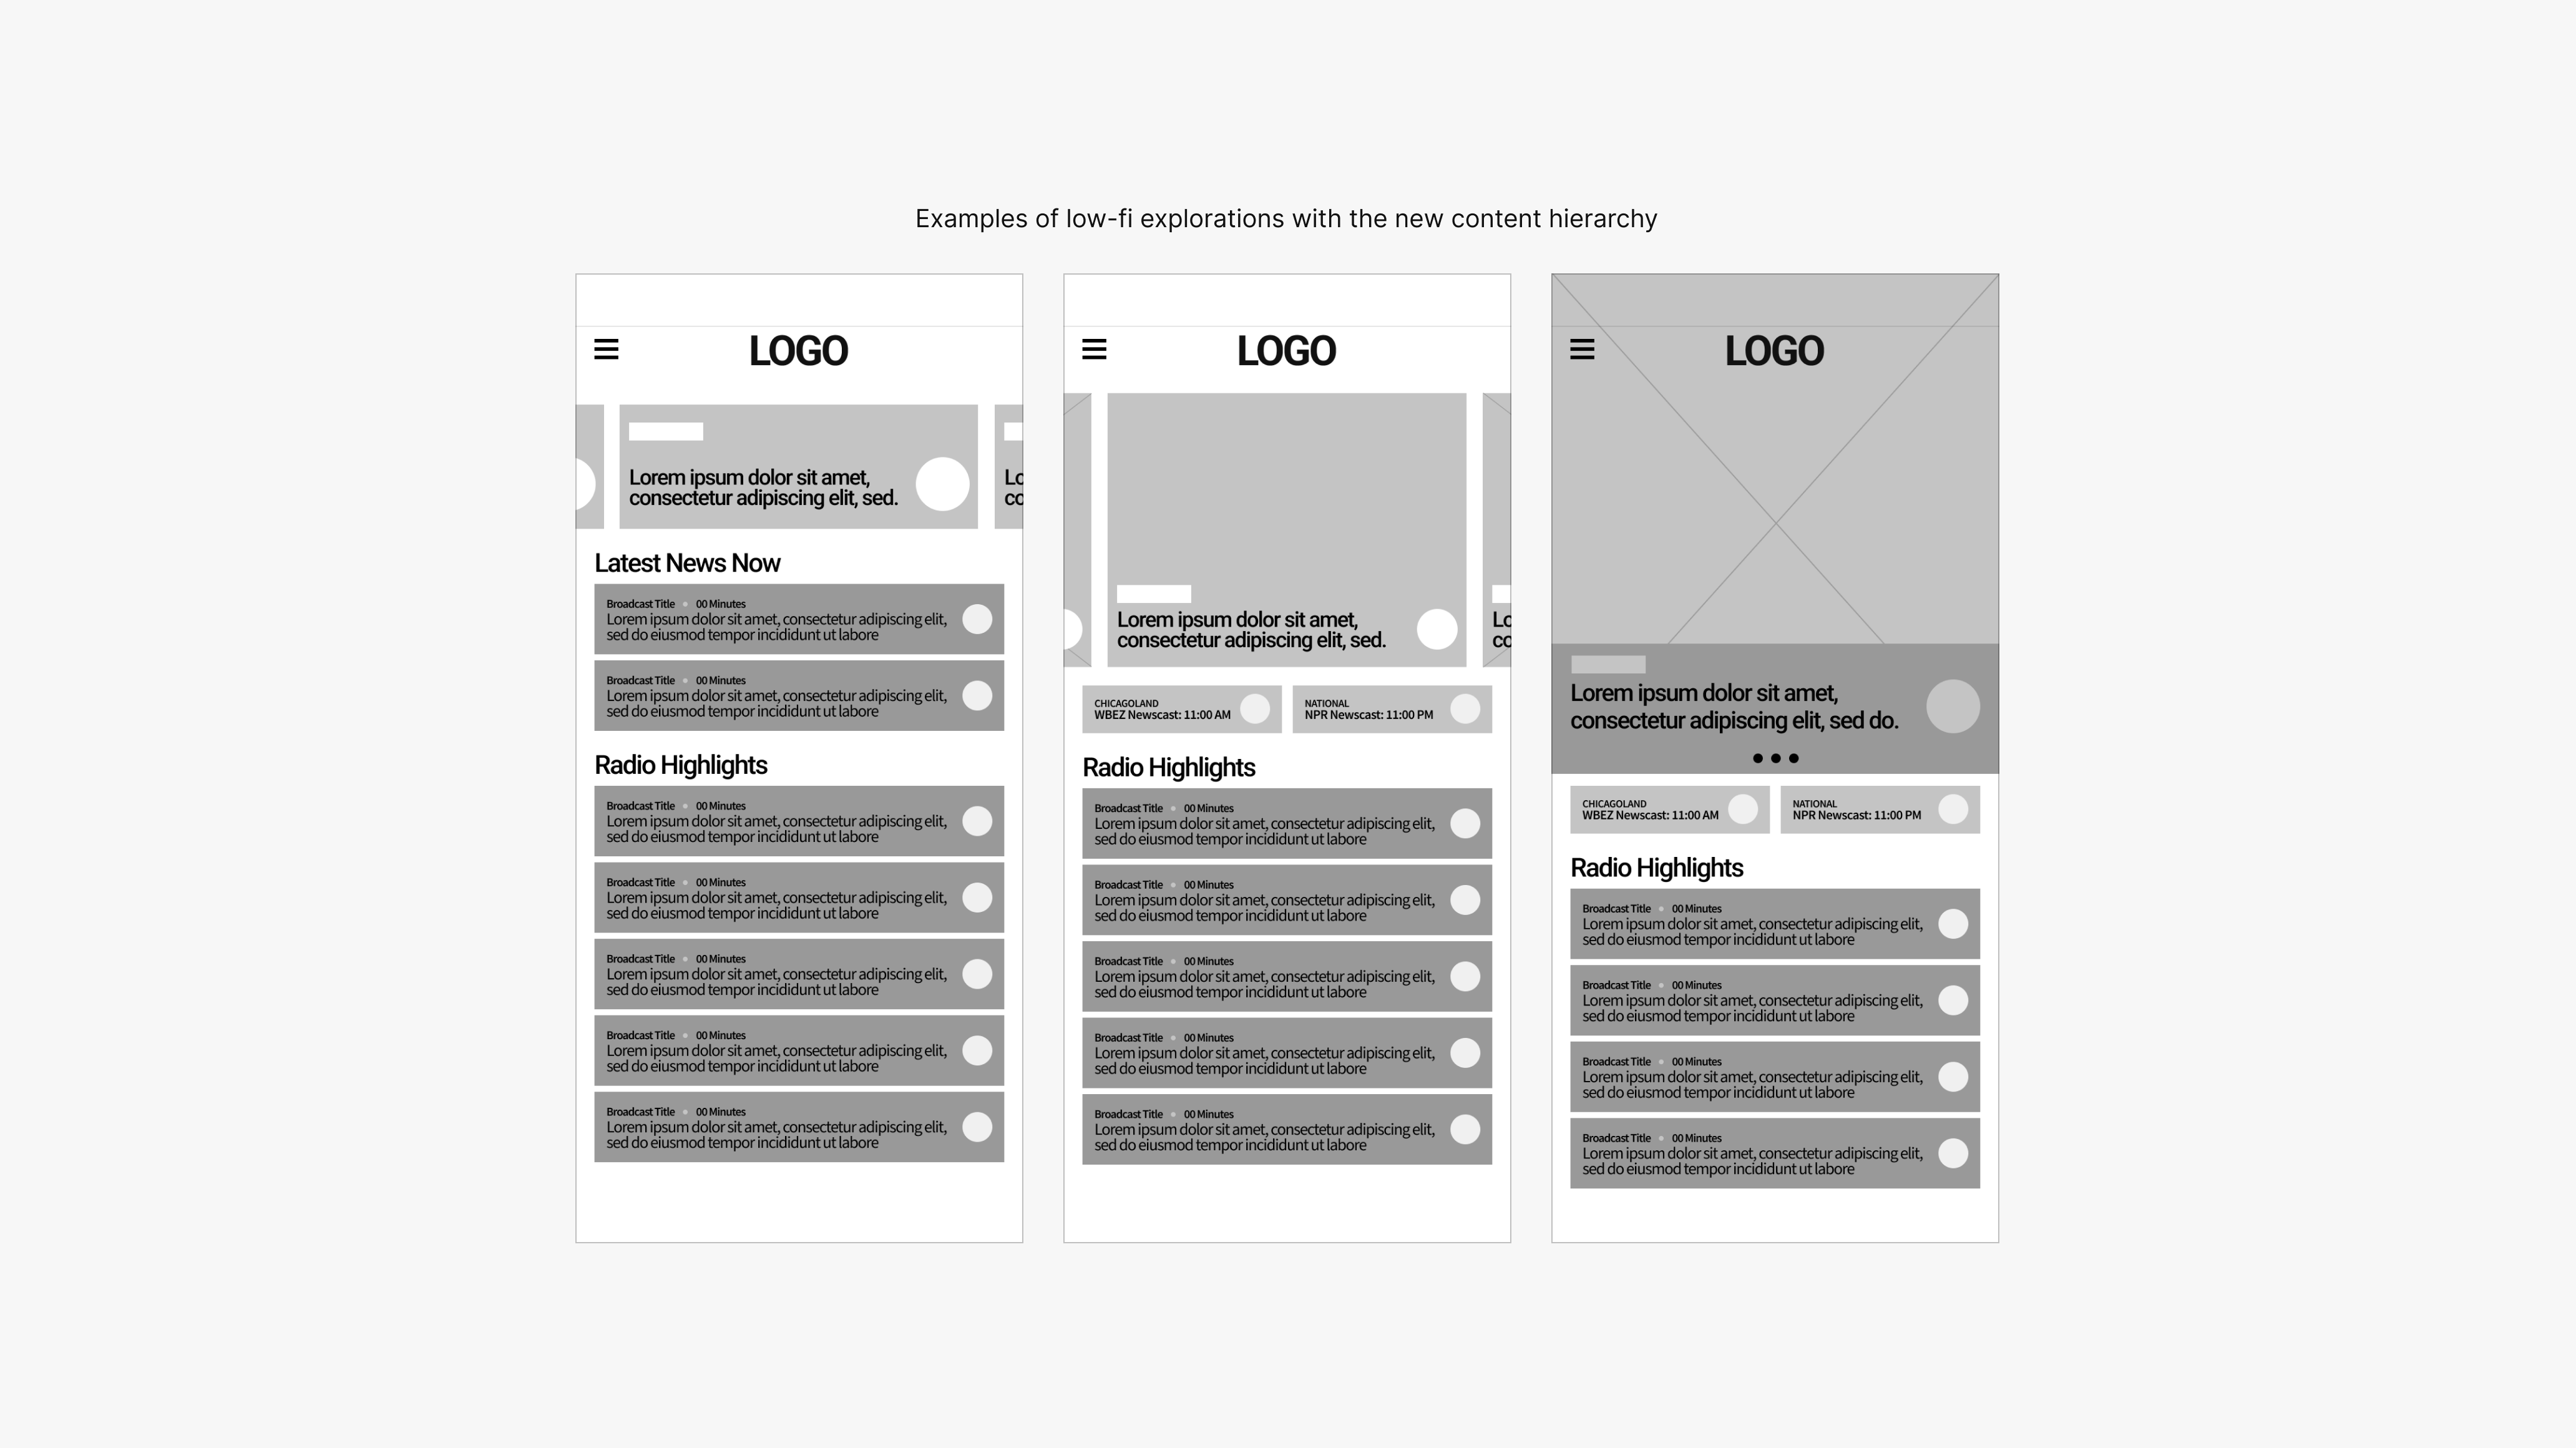 Examples of low-fi explorations with the new content hierarchy
LOGO
Lorem ipsum dolor sit amet,
consectetur adipiscing elit, sed.
Lo
co
Latest News Now
Broadcast Title • 00 Minutes
Lorem ipsum dolor sit amet, consectetur adipiscing elit,
sed do eiusmod tempor incididunt ut labore
Broadcast Title • 00 Minutes
Lorem ipsum dolor sit amet, consectetur adipiscing elit,
sed do eiusmod tempor incididunt ut labore
Radio Highlights
Broadcast Title • 00 Minutes
Lorem ipsum dolor sit amet, consectetur adipiscing elit,
sed do eiusmod tempor incididunt ut labore
Broadcast Title • 00 Minutes
Lorem ipsum dolor sit amet, consectetur adipiscing elit,
sed do eiusmod tempor incididunt ut labore
Broadcast Title • 00 Minutes
Lorem ipsum dolor sit amet, consectetur adipiscing elit,
sed do eiusmod tempor incididunt ut labore
Broadcast Title • 00 Minutes
Lorem ipsum dolor sit amet, consectetur adipiscing elit,
sed do eiusmod tempor incididunt ut labore
Broadcast Title • 00 Minutes
Lorem ipsum dolor sit amet, consectetur adipiscing elit,
sed do eiusmod tempor incididunt ut labore
LOGO
Lorem ipsum dolor sit amet,
consectetur adipiscing elit, sed.
Lo
co
CHICAGOLAND
WBEZ Newscast: 11:00 AM
NATIONAL
NPR Newscast: 11:00 PM
Radio Highlights
Broadcast Title • 00 Minutes
Lorem ipsum dolor sit amet, consectetur adipiscing elit,
sed do eiusmod tempor incididunt ut labore
Broadcast Title • 00 Minutes
Lorem ipsum dolor sit amet, consectetur adipiscing elit,
sed do eiusmod tempor incididunt ut labore
Broadcast Title • 00 Minutes
Lorem ipsum dolor sit amet, consectetur adipiscing elit,
sed do eiusmod tempor incididunt ut labore
Broadcast Title • 00 Minutes
Lorem ipsum dolor sit amet, consectetur adipiscing elit,
sed do eiusmod tempor incididunt ut labore
Broadcast Title • 00 Minutes
Lorem ipsum dolor sit amet, consectetur adipiscing elit,
sed do eiusmod tempor incididunt ut labore
LOGO
Lorem ipsum dolor sit amet,
consectetur adipiscing elit, sed do.
CHICAGOLAND
WBEZ Newscast: 11:00 AM
NATIONAL
NPR Newscast: 11:00 PM
Radio Highlights
Broadcast Title • 00 Minutes
Lorem ipsum dolor sit amet, consectetur adipiscing elit,
sed do eiusmod tempor incididunt ut labore
Broadcast Title • 00 Minutes
Lorem ipsum dolor sit amet, consectetur adipiscing elit,
sed do eiusmod tempor incididunt ut labore
Broadcast Title • 00 Minutes
Lorem ipsum dolor sit amet, consectetur adipiscing elit,
sed do eiusmod tempor incididunt ut labore
Broadcast Title • 00 Minutes
Lorem ipsum dolor sit amet, consectetur adipiscing elit,
sed do eiusmod tempor incididunt ut labore